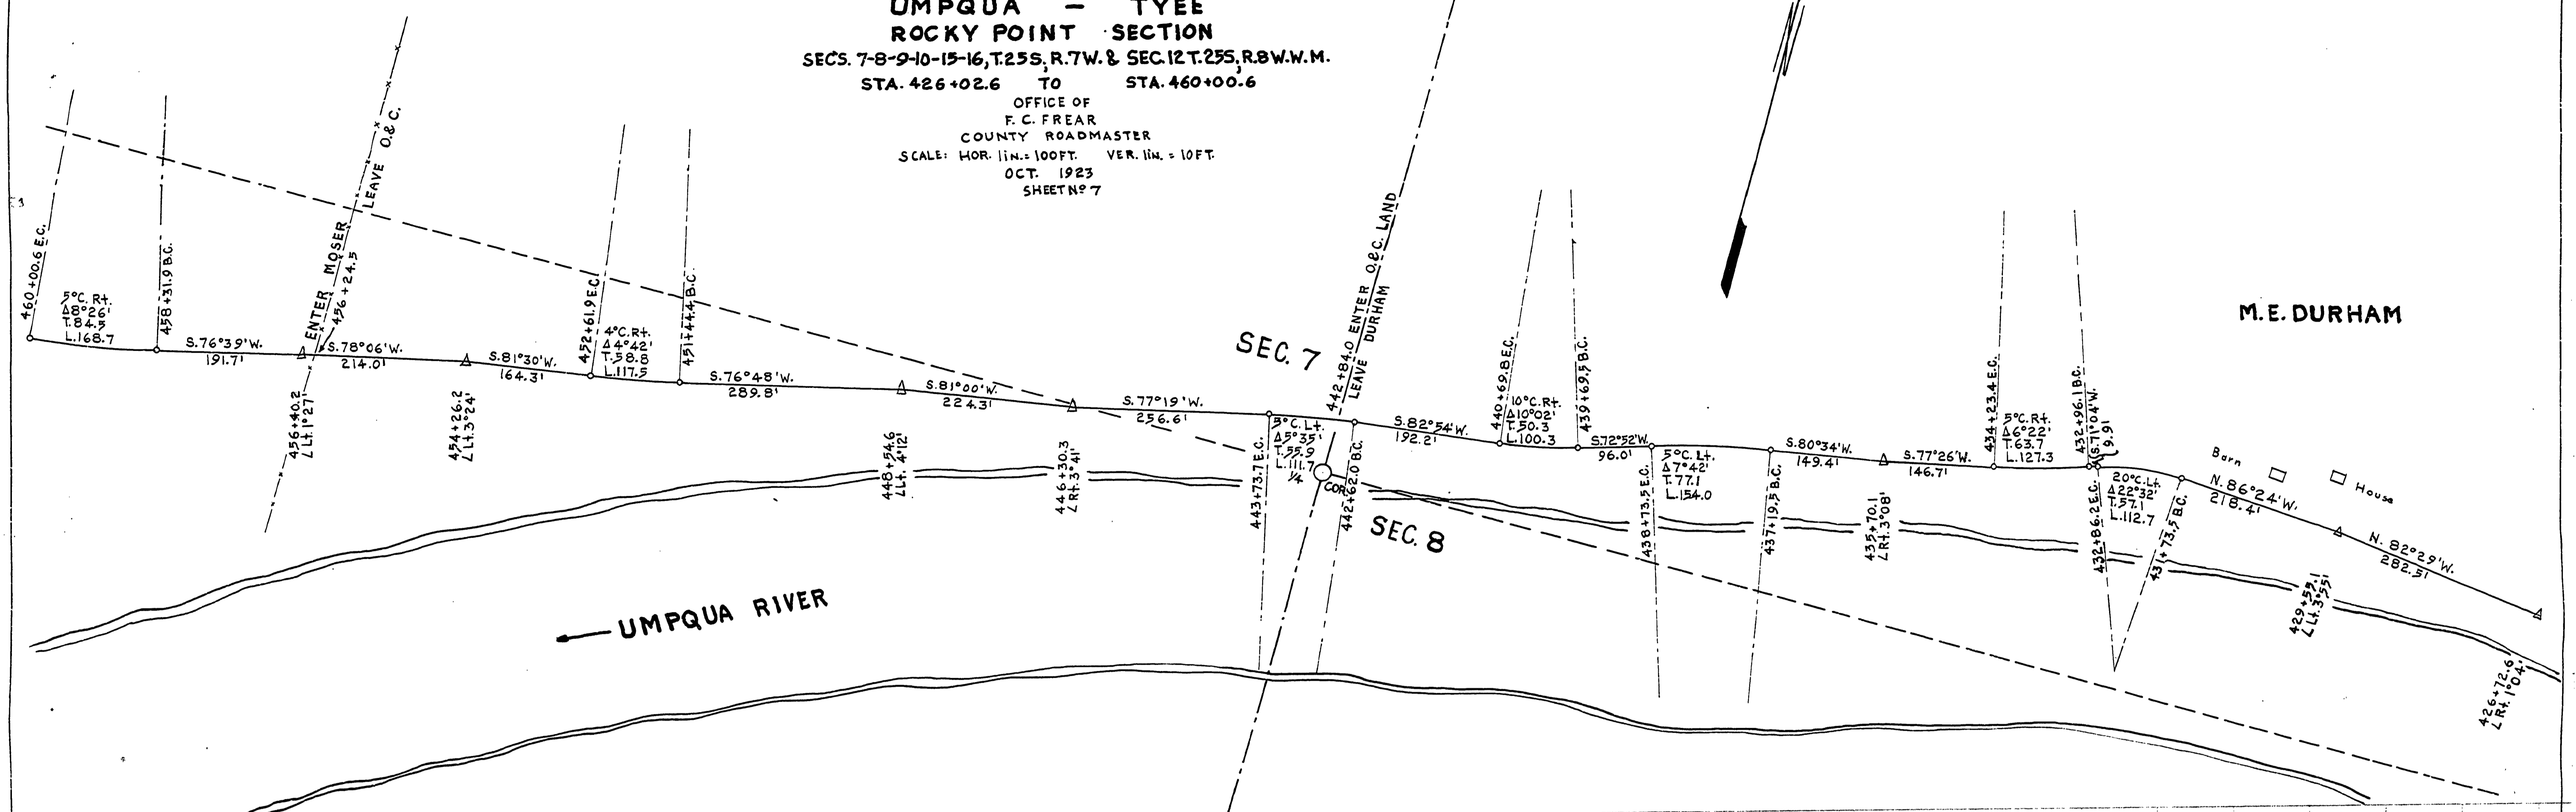 UMPQUA – TYEE
ROCKY POINT SECTION
SECS. 7-8-9-10-15-16, T.25S, R.7W. & SEC. 12 T.25S, R.8W. W.M.
STA. 426+02.6 TO STA. 460+00.6
OFFICE OF
F. C. FREAR
COUNTY ROADMASTER
SCALE: HOR. 1IN.=100FT. VER. 1IN.=10FT.
OCT. 1923
SHEET Nº 7
460+00.6 E.C.
5°C. Rt.
Δ8°26'
T.84.5
L.168.7
458+31.9 B.C.
S.76°39'W.
191.7'
ENTER MOSER
LEAVE O.& C.
456+24.5
456+40.2
∠Lt.1°27'
S.78°06'W.
214.0'
454+26.2
∠Lt.3°24'
S.81°30'W.
164.3'
452+61.9 E.C.
4°C.Rt.
Δ4°42'
T.58.8
L.117.5
451+44.4 B.C.
S.76°48'W.
289.8'
448+54.6
∠Lt. 4°12'
S.81°00'W.
224.3'
446+30.3
∠Rt.3°41'
S.77°19'W.
256.6'
443+73.7 E.C.
5°C. Lt.
Δ5°35'
T.55.9
L.111.7
1/4
COR.
442+62.0 B.C.
SEC. 7
SEC. 8
442+84.0 ENTER O.& C. LAND
LEAVE DURHAM
S.82°54'W.
192.2'
440+69.8 E.C.
10°C.Rt.
Δ10°02'
T.50.3
L.100.3
439+69.5 B.C.
S.72°52'W.
96.0'
438+73.5 E.C.
5°C. Lt.
Δ7°42'
T.77.1
L.154.0
437+19.5 B.C.
S.80°34'W.
149.4'
435+70.1
∠Rt.3°08'
S.77°26'W.
146.7'
434+23.4 E.C.
5°C.Rt.
Δ6°22'
T.63.7
L.127.3
432+96.1 B.C.
S.71°04'W.
9.9'
432+86.2 E.C.
20°C.Lt.
Δ22°32'
T.57.1
L.112.7
431+73.5 B.C.
Barn
House
N. 86°24'W.
218.4'
429+55.1
∠Lt.3°55'
N. 82°29'W.
282.5'
426+72.6
∠Rt.1°04'
M.E. DURHAM
UMPQUA RIVER